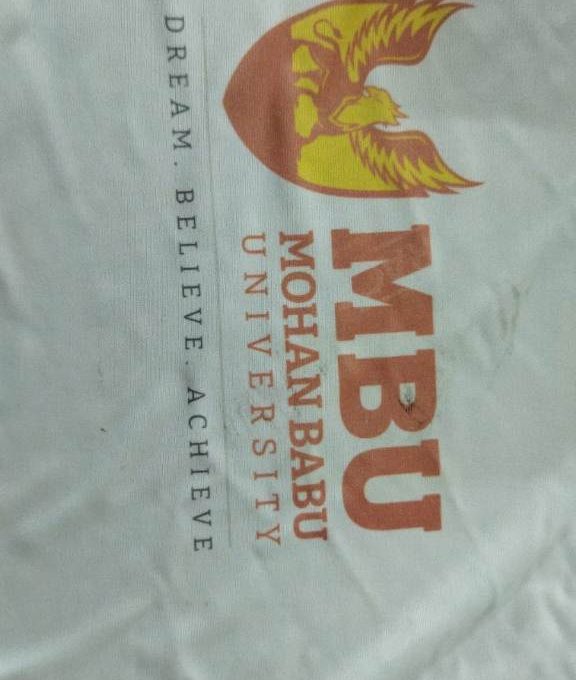 MBU
MOHAN BABU
UNIVERSITY
DREAM. BELIEVE. ACHIEVE